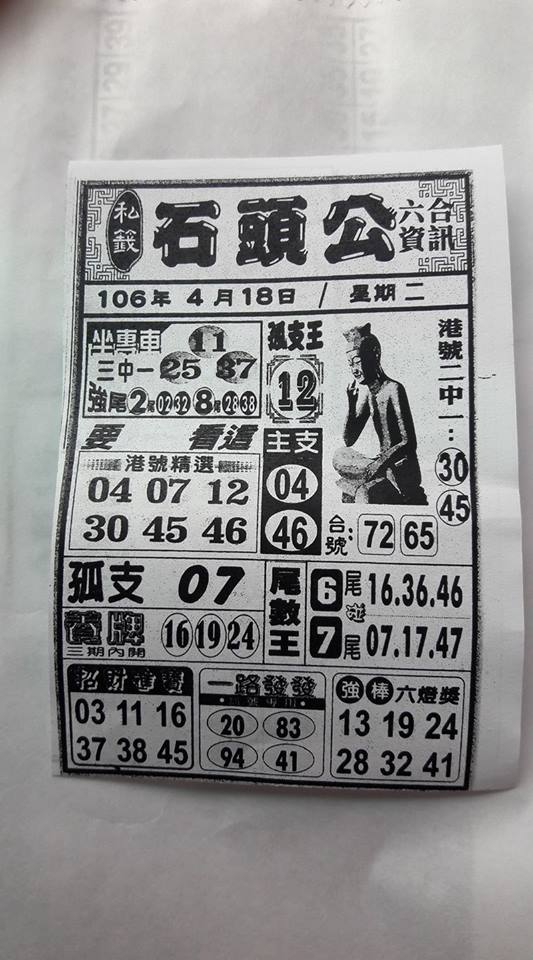 私籤 石頭公 六合資訊
106年 4月18日 / 星期二
坐專車 11
三中一 25 37
強尾 2尾 02 32 8尾 28 38
孤支王
12
港號二中一：
30
45
要 看過
港號精選
04 07 12
30 45 46
主支
04
46
台號: 72 65
孤支 07
三期內開 16 19 24
尾數王
6尾 16.36.46
碰
7尾 07.17.47
招財進寶
03 11 16
37 38 45
一路發發
20 83
94 41
強棒六燈獎
13 19 24
28 32 41